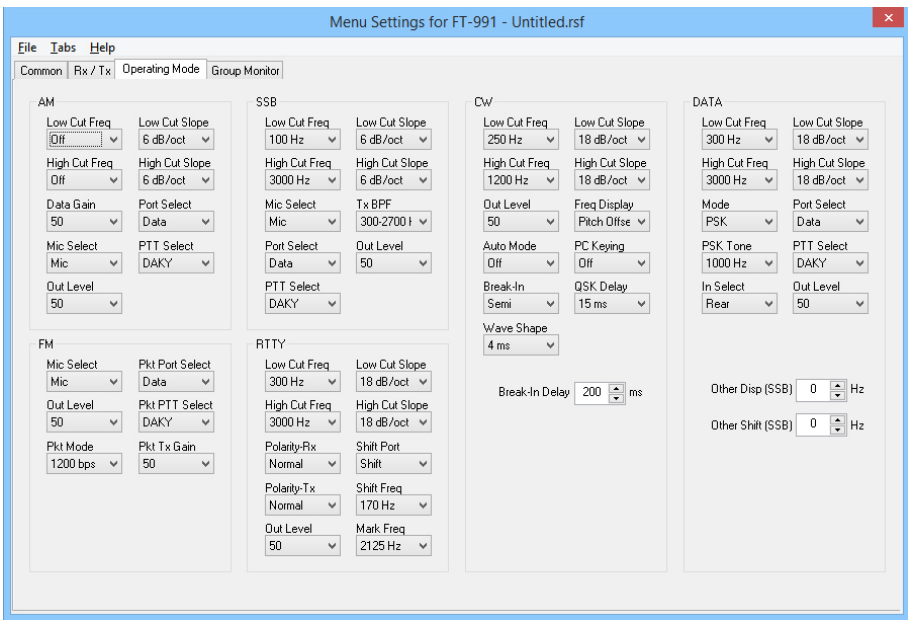 Menu Settings for FT-991 - Untitled.rsf
File Tabs Help
Common Rx / Tx Operating Mode Group Monitor
AM
Low Cut Freq Low Cut Slope
Off 6 dB/oct
High Cut Freq High Cut Slope
Off 6 dB/oct
Data Gain Port Select
50 Data
Mic Select PTT Select
Mic DAKY
Out Level
50
SSB
Low Cut Freq Low Cut Slope
100 Hz 6 dB/oct
High Cut Freq High Cut Slope
3000 Hz 6 dB/oct
Mic Select Tx BPF
Mic 300-2700 H
Port Select Out Level
Data 50
PTT Select
DAKY
CW
Low Cut Freq Low Cut Slope
250 Hz 18 dB/oct
High Cut Freq High Cut Slope
1200 Hz 18 dB/oct
Out Level Freq Display
50 Pitch Offse
Auto Mode PC Keying
Off Off
Break-In QSK Delay
Semi 15 ms
Wave Shape
4 ms
Break-In Delay 200 ms
DATA
Low Cut Freq Low Cut Slope
300 Hz 18 dB/oct
High Cut Freq High Cut Slope
3000 Hz 18 dB/oct
Mode Port Select
PSK Data
PSK Tone PTT Select
1000 Hz DAKY
In Select Out Level
Rear 50
Other Disp (SSB) 0 Hz
Other Shift (SSB) 0 Hz
FM
Mic Select Pkt Port Select
Mic Data
Out Level Pkt PTT Select
50 DAKY
Pkt Mode Pkt Tx Gain
1200 bps 50
RTTY
Low Cut Freq Low Cut Slope
300 Hz 18 dB/oct
High Cut Freq High Cut Slope
3000 Hz 18 dB/oct
Polarity-Rx Shift Port
Normal Shift
Polarity-Tx Shift Freq
Normal 170 Hz
Out Level Mark Freq
50 2125 Hz